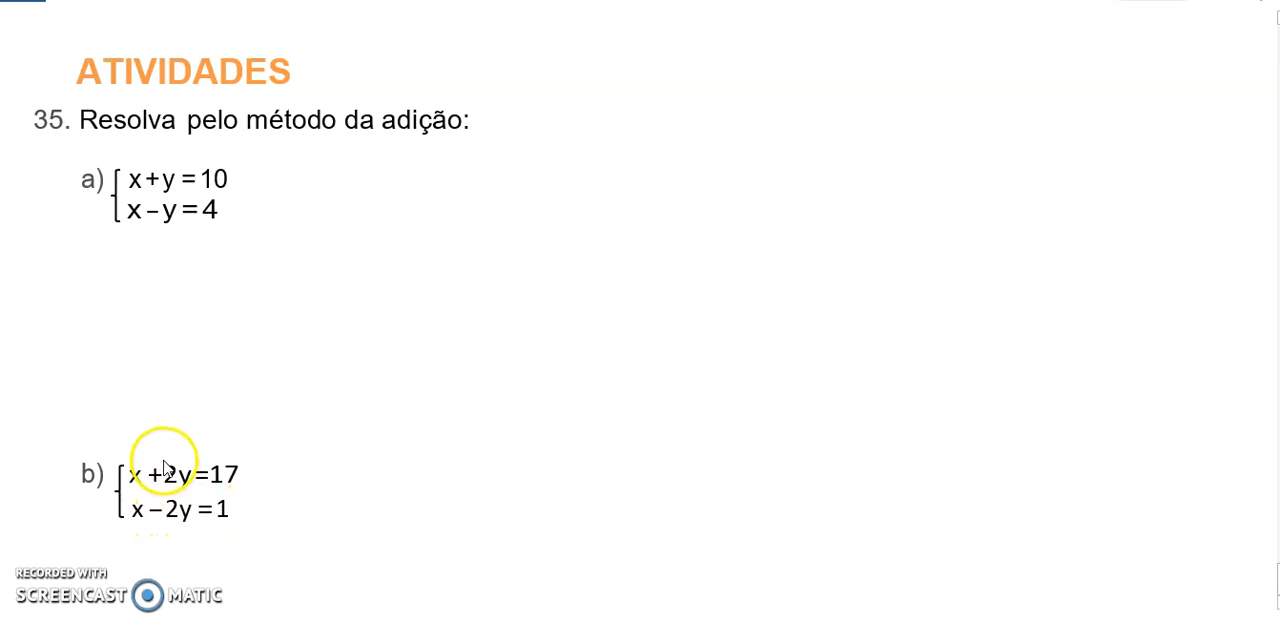 ATIVIDADES
35. Resolva pelo método da adição:
a) { x + y = 10
x – y = 4
b) { x +2y=17
x – 2y = 1
RECORDED WITH
SCREENCAST MATIC